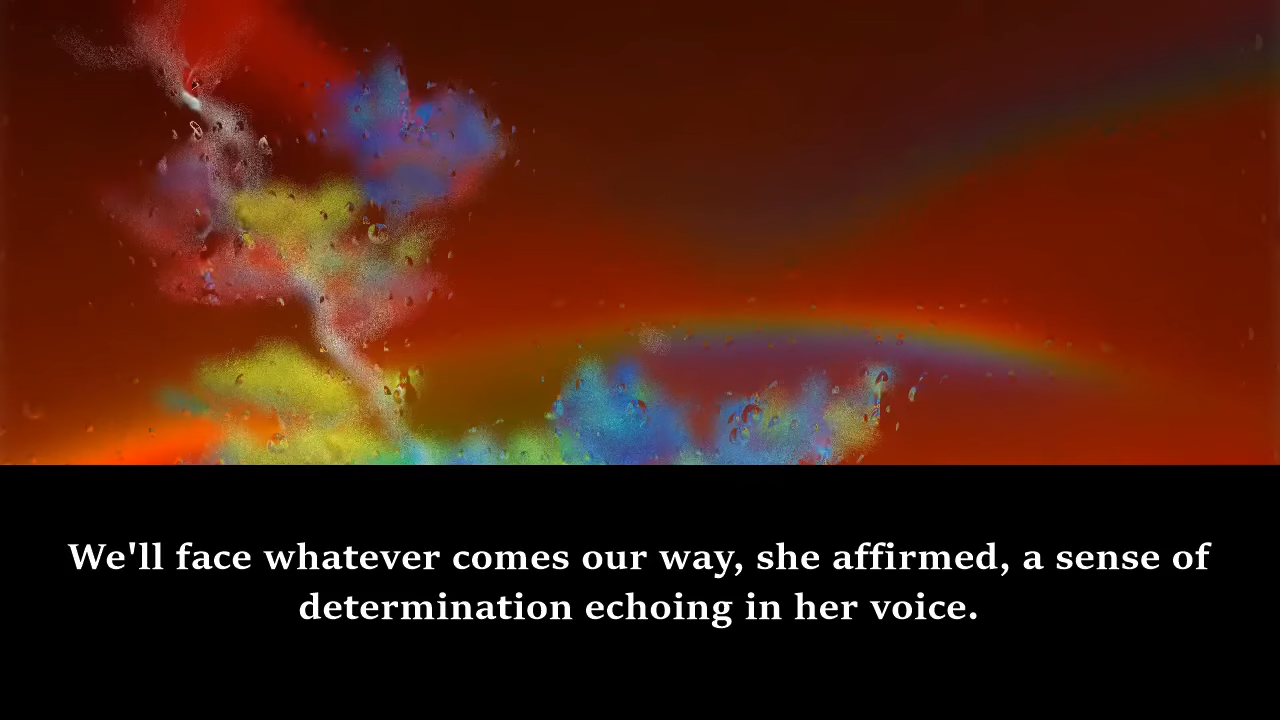 We'll face whatever comes our way, she affirmed, a sense of
determination echoing in her voice.